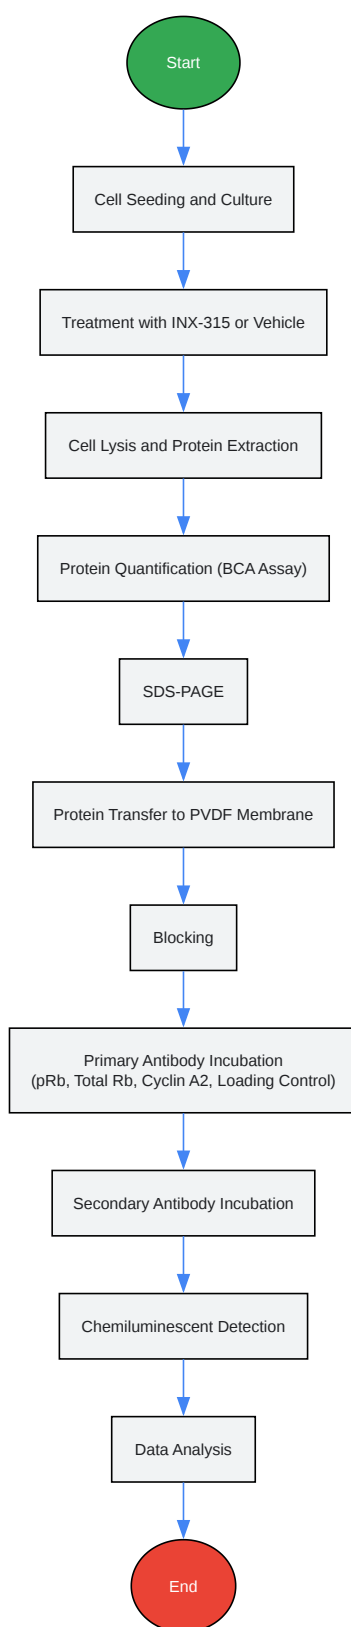 Start
Cell Seeding and Culture
Treatment with INX-315 or Vehicle
Cell Lysis and Protein Extraction
Protein Quantification (BCA Assay)
SDS-PAGE
Protein Transfer to PVDF Membrane
Blocking
Primary Antibody Incubation
(pRb, Total Rb, Cyclin A2, Loading Control)
Secondary Antibody Incubation
Chemiluminescent Detection
Data Analysis
End